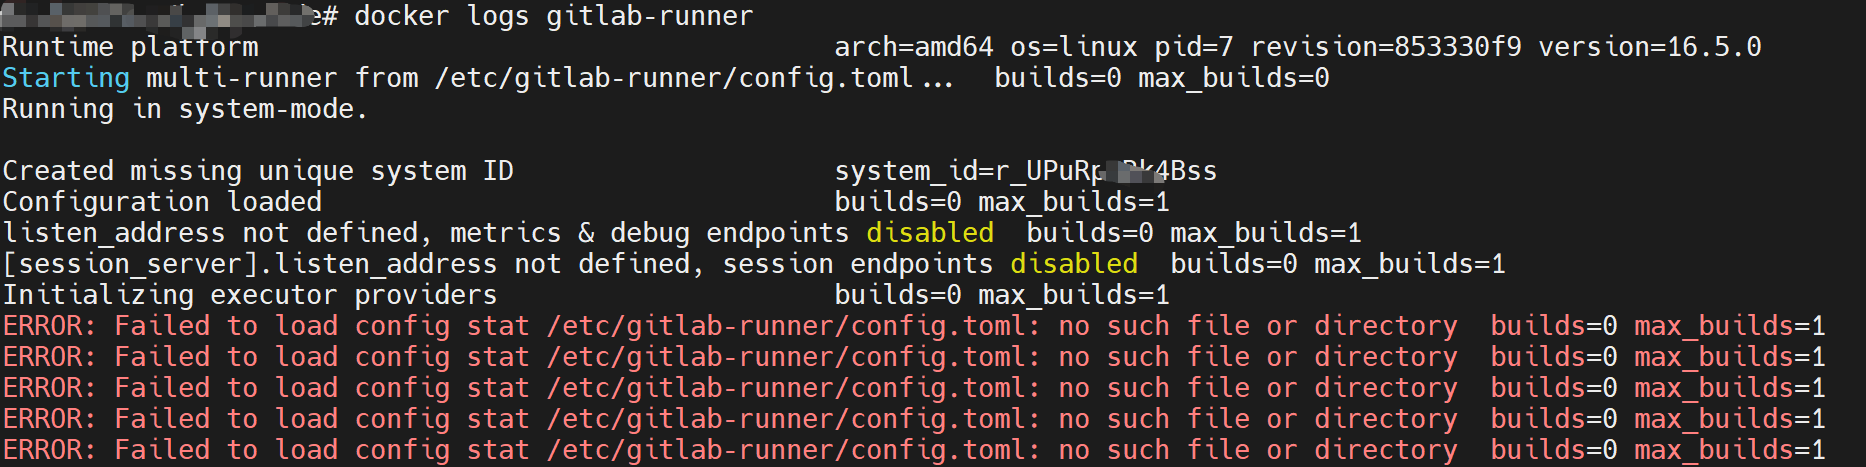 # docker logs gitlab-runner
Runtime platform arch=amd64 os=linux pid=7 revision=853330f9 version=16.5.0
Starting multi-runner from /etc/gitlab-runner/config.toml... builds=0 max_builds=0
Running in system-mode.
Created missing unique system ID system_id=
Configuration loaded builds=0 max_builds=1
listen_address not defined, metrics & debug endpoints disabled builds=0 max_builds=1
[session_server].listen_address not defined, session endpoints disabled builds=0 max_builds=1
Initializing executor providers builds=0 max_builds=1
ERROR: Failed to load config stat /etc/gitlab-runner/config.toml: no such file or directory builds=0 max_builds=1
ERROR: Failed to load config stat /etc/gitlab-runner/config.toml: no such file or directory builds=0 max_builds=1
ERROR: Failed to load config stat /etc/gitlab-runner/config.toml: no such file or directory builds=0 max_builds=1
ERROR: Failed to load config stat /etc/gitlab-runner/config.toml: no such file or directory builds=0 max_builds=1
ERROR: Failed to load config stat /etc/gitlab-runner/config.toml: no such file or directory builds=0 max_builds=1